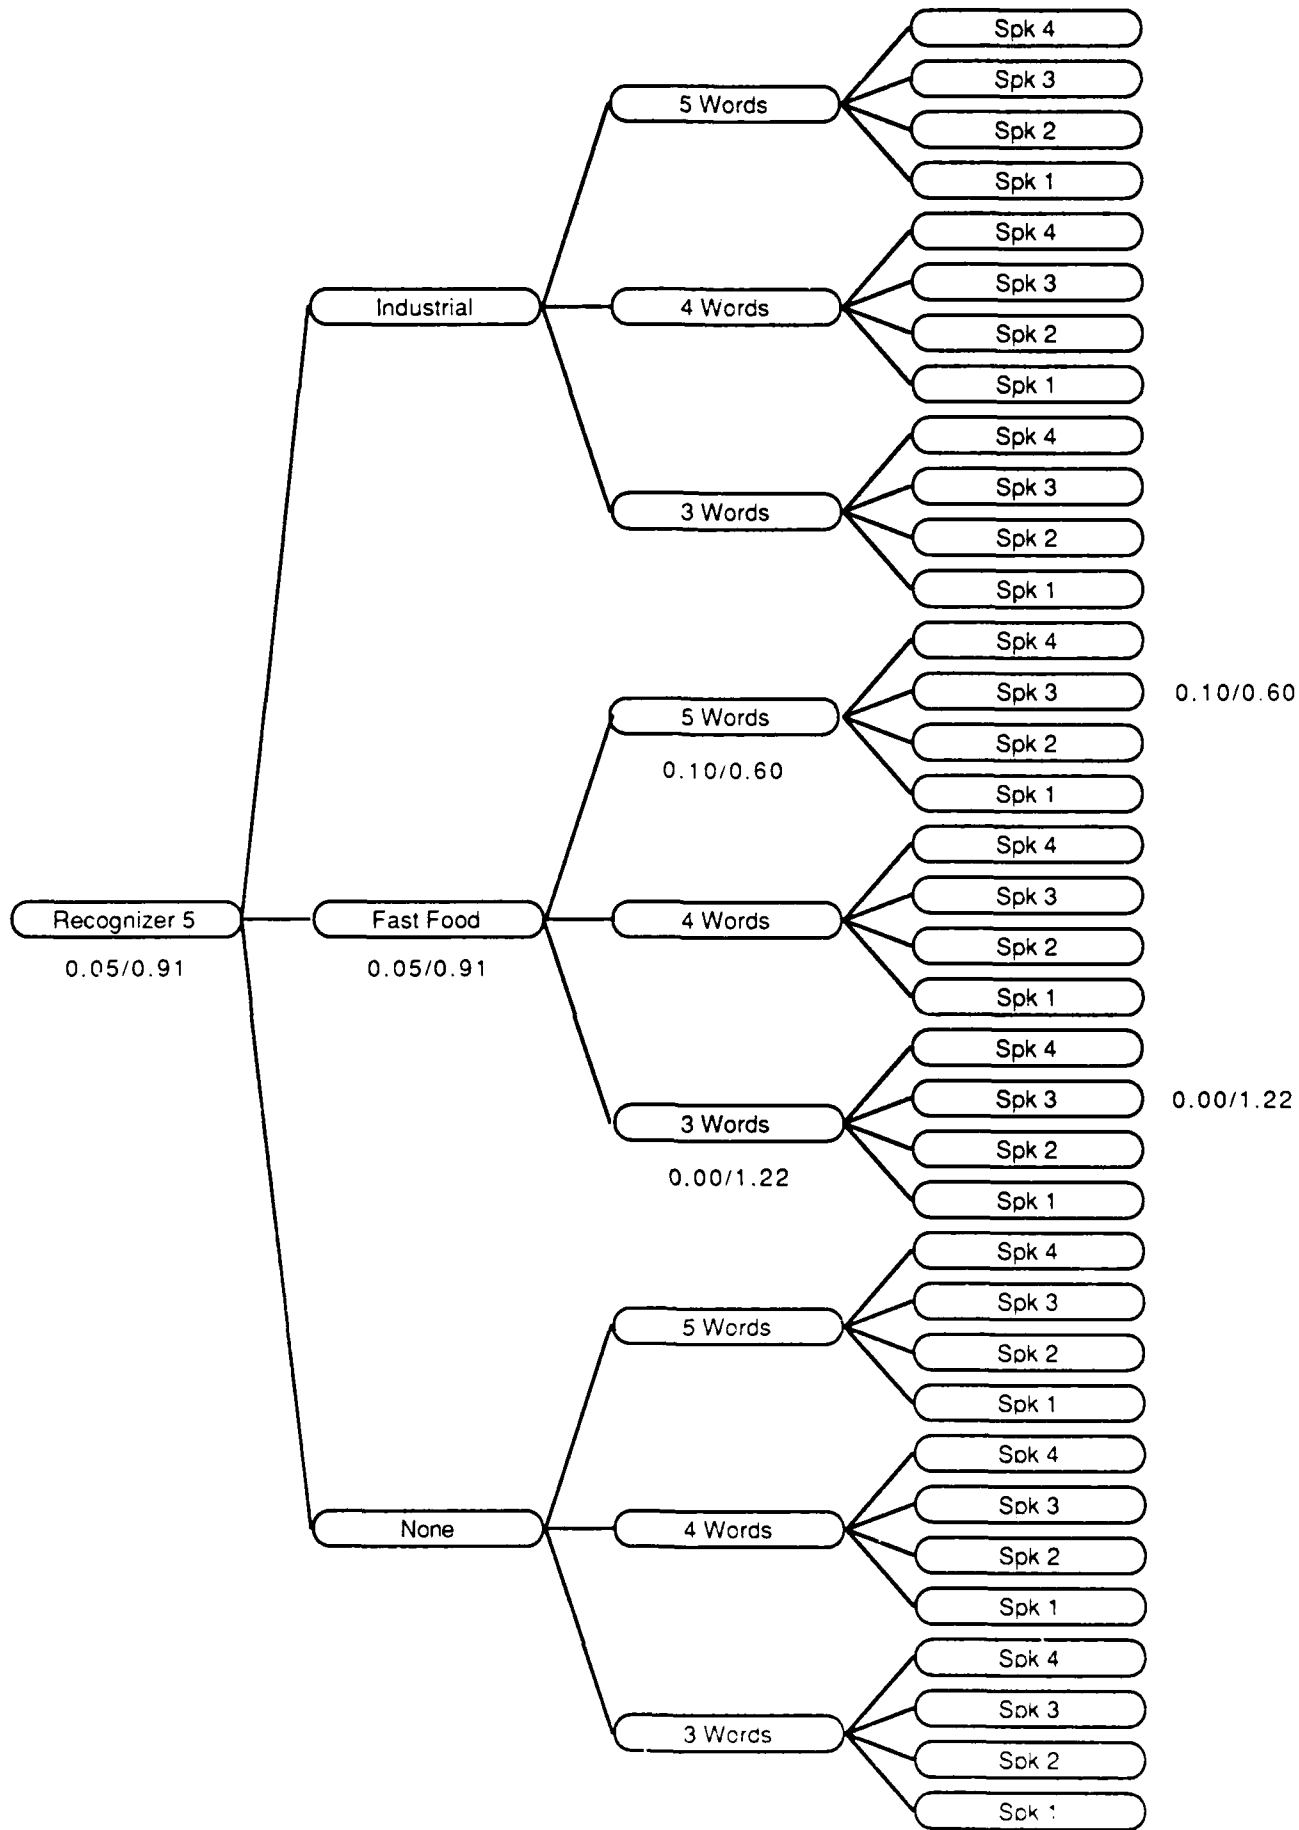 Spk 4
Spk 3
5 Words
Spk 2
Spk 1
Spk 4
Spk 3
Industrial
4 Words
Spk 2
Spk 1
Spk 4
Spk 3
3 Words
Spk 2
Spk 1
Spk 4
Spk 3 0.10/0.60
5 Words
Spk 2
0.10/0.60
Spk 1
Spk 4
Spk 3
Recognizer 5
Fast Food
4 Words
Spk 2
0.05/0.91
0.05/0.91
Spk 1
Spk 4
Spk 3 0.00/1.22
3 Words
Spk 2
0.00/1.22
Spk 1
Spk 4
Spk 3
5 Words
Spk 2
Spk 1
Spk 4
Spk 3
None
4 Words
Spk 2
Spk 1
Spk 4
Spk 3
3 Words
Spk 2
Spk 1